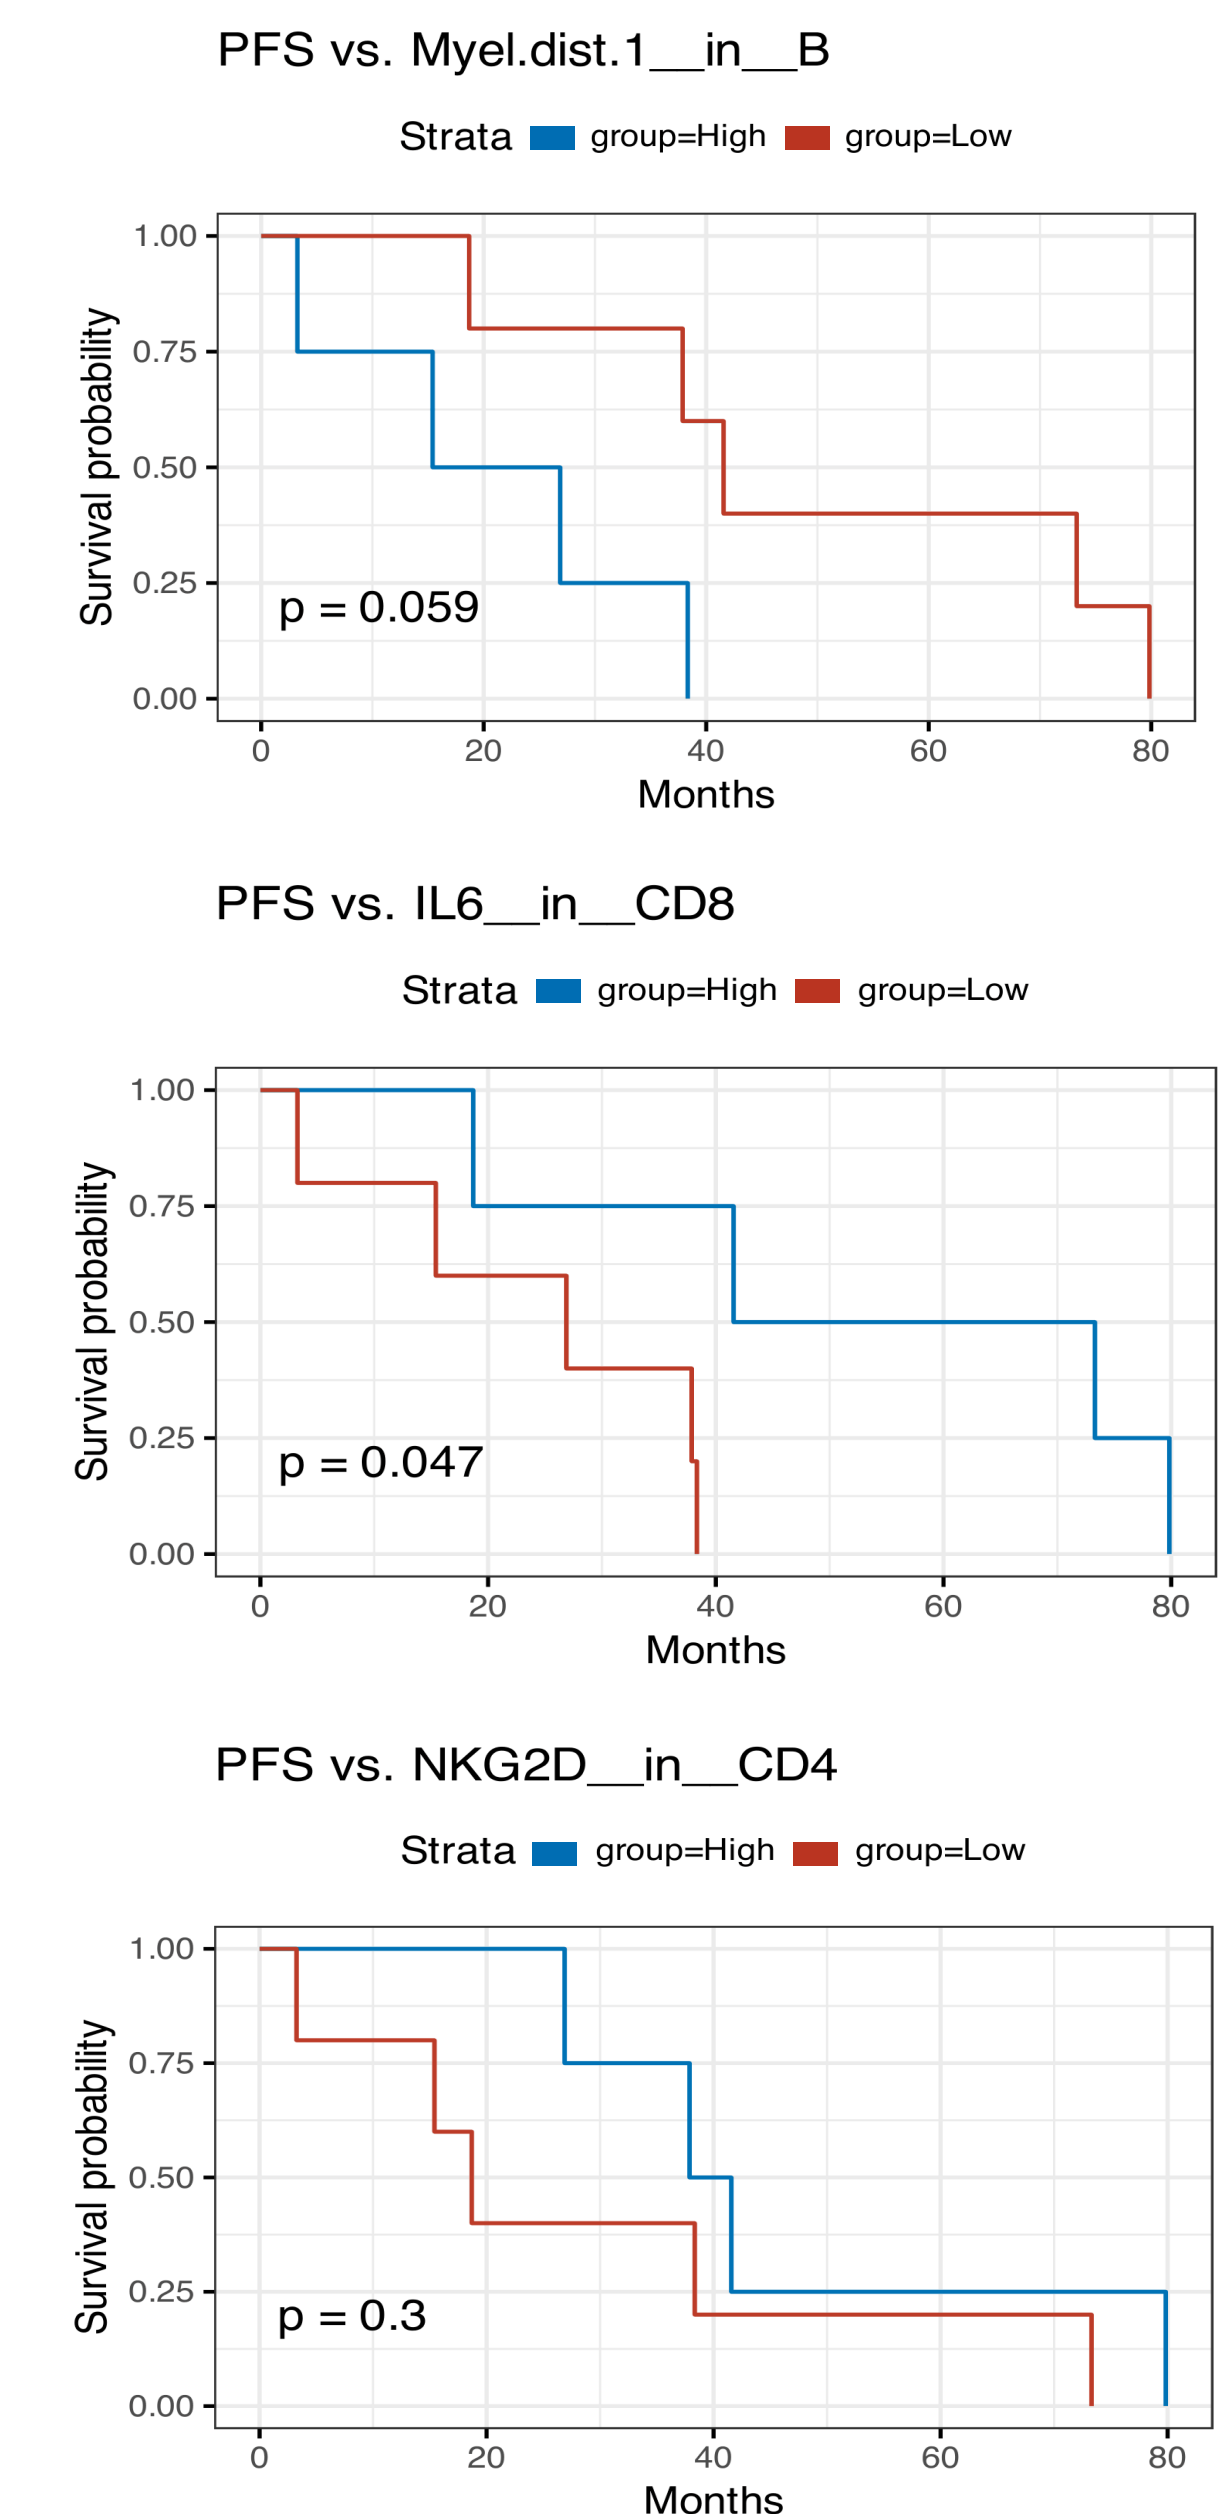 PFS vs. Myel.dist.1__in__B
Strata group=High group=Low
1.00
0.75
0.50
0.25
0.00
Survival probability
p = 0.059
0 20 40 60 80
Months
PFS vs. IL6__in__CD8
Strata group=High group=Low
1.00
0.75
0.50
0.25
0.00
Survival probability
p = 0.047
0 20 40 60 80
Months
PFS vs. NKG2D__in__CD4
Strata group=High group=Low
1.00
0.75
0.50
0.25
0.00
Survival probability
p = 0.3
0 20 40 60 80
Months